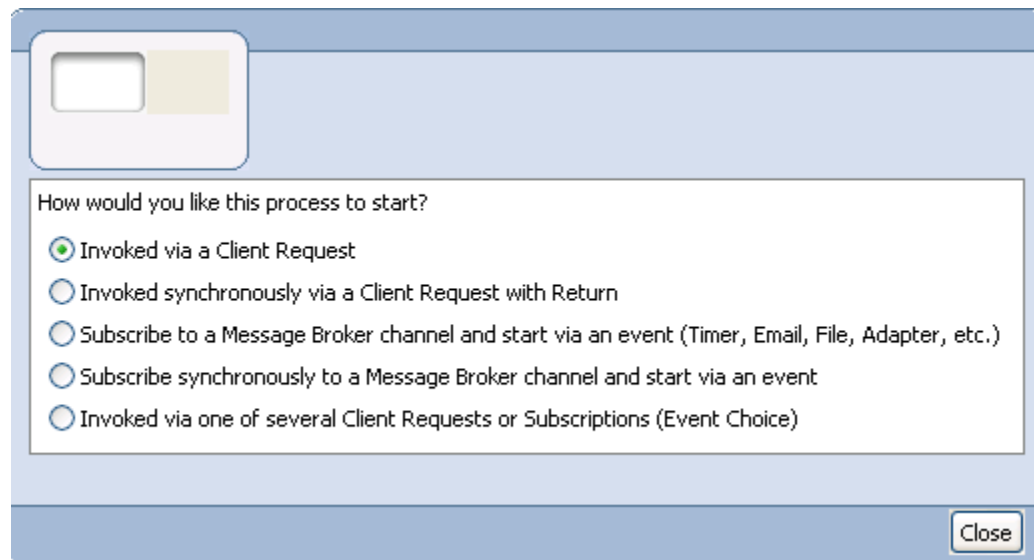 How would you like this process to start?
Invoked via a Client Request
Invoked synchronously via a Client Request with Return
Subscribe to a Message Broker channel and start via an event (Timer, Email, File, Adapter, etc.)
Subscribe synchronously to a Message Broker channel and start via an event
Invoked via one of several Client Requests or Subscriptions (Event Choice)
Close